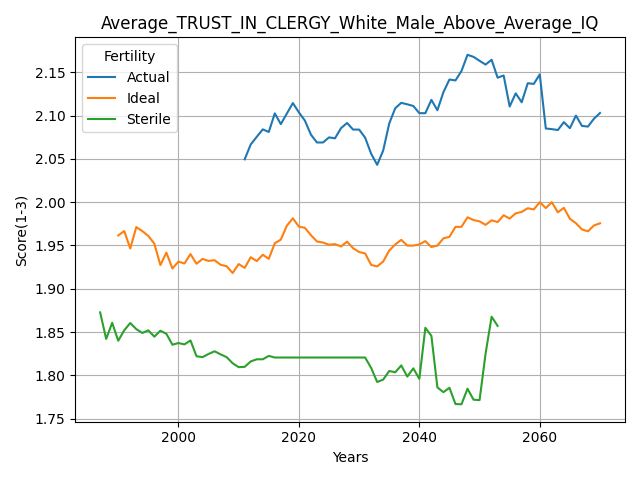 Average_TRUST_IN_CLERGY_White_Male_Above_Average_IQ
Fertility
Actual
Ideal
Sterile
Score(1-3)
2.15
2.10
2.05
2.00
1.95
1.90
1.85
1.80
1.75
2000
2020
2040
2060
Years